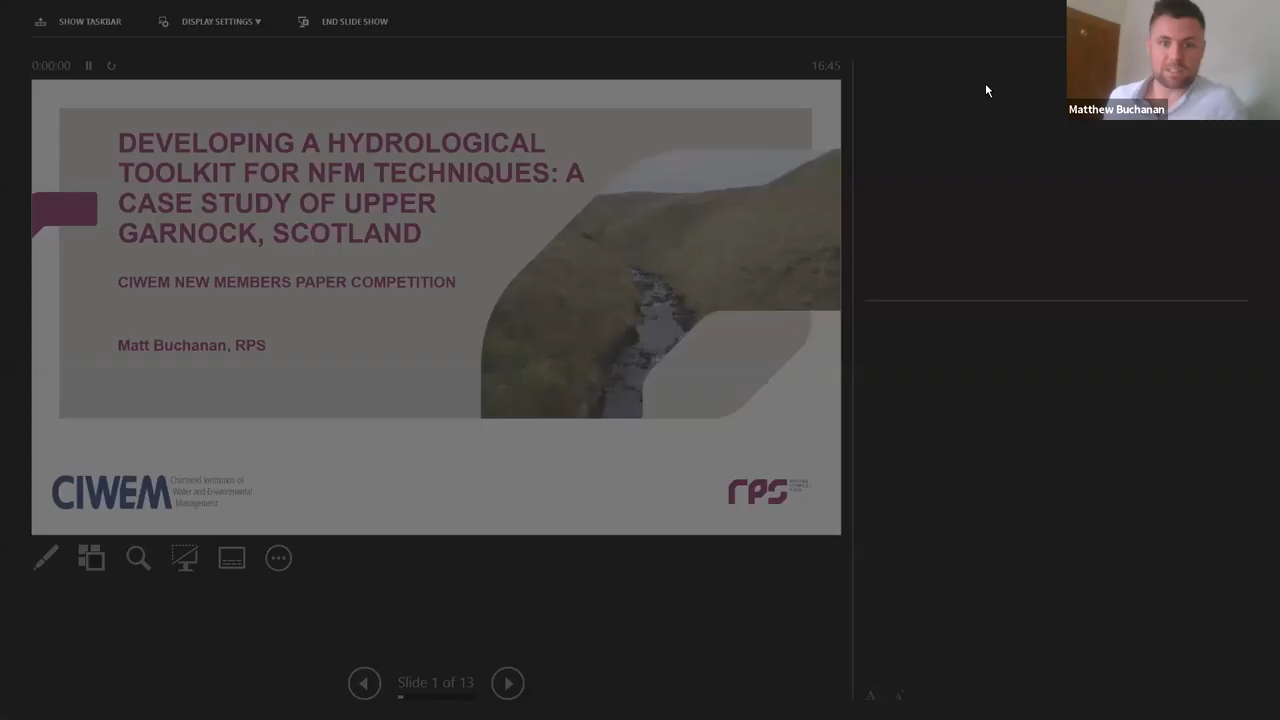 SHOW TASKBAR
DISPLAY SETTINGS ▼
END SLIDE SHOW
0:00:00
16:45
Matthew Buchanan
DEVELOPING A HYDROLOGICAL
TOOLKIT FOR NFM TECHNIQUES: A
CASE STUDY OF UPPER
GARNOCK, SCOTLAND
CIWEM NEW MEMBERS PAPER COMPETITION
Matt Buchanan, RPS
CIWEM
Chartered Institution of
Water and Environmental
Management
rps
Slide 1 of 13
A
A